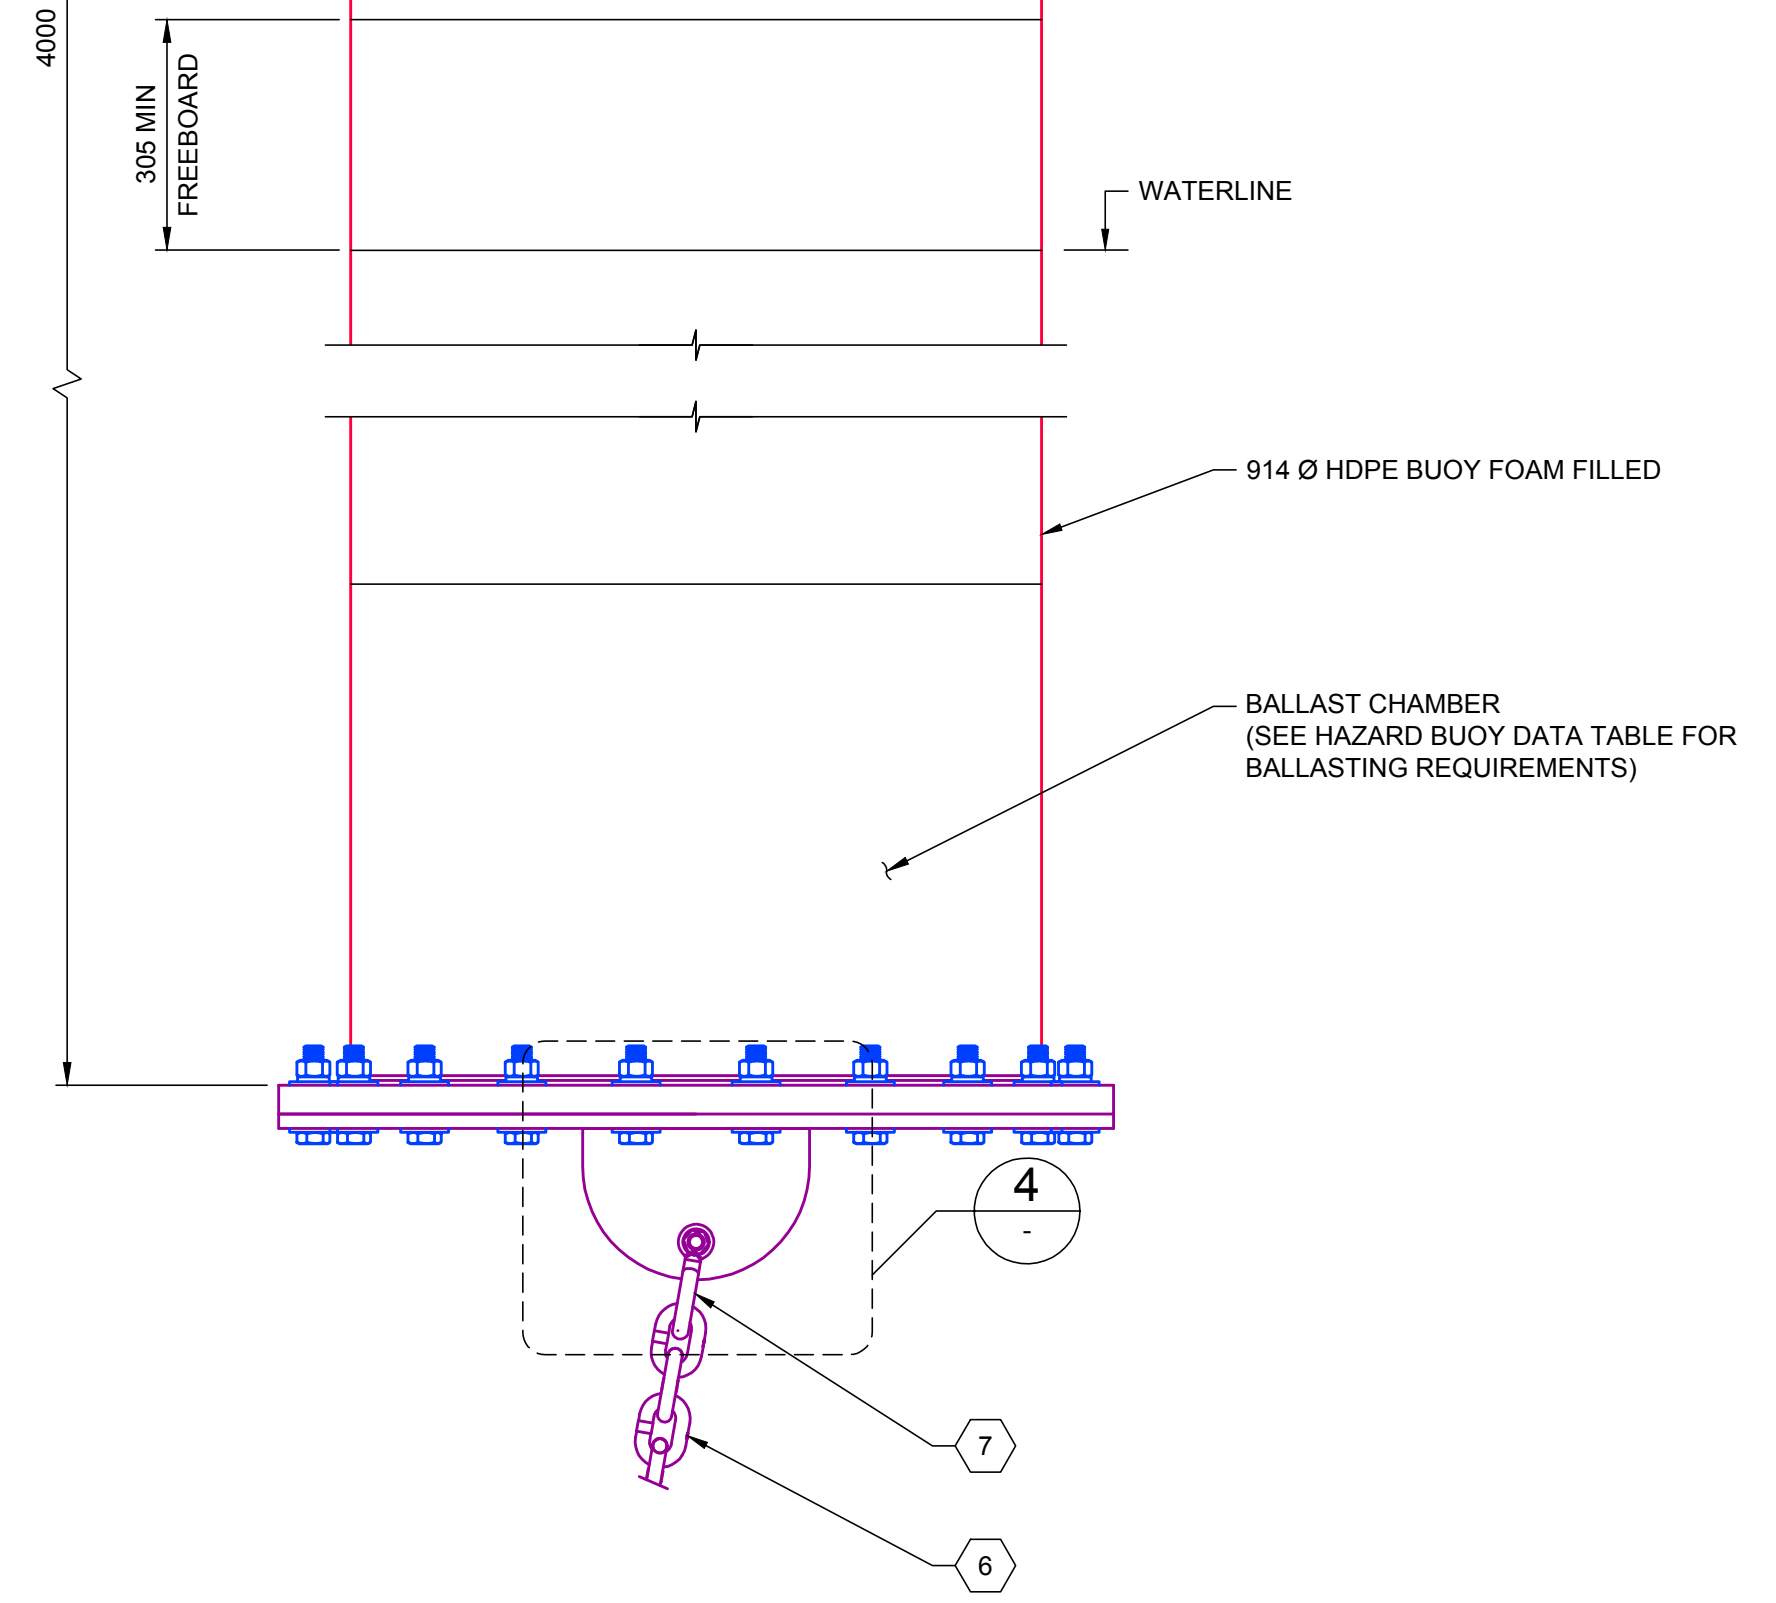 4000
305 MIN
FREEBOARD
WATERLINE
914 Ø HDPE BUOY FOAM FILLED
BALLAST CHAMBER
(SEE HAZARD BUOY DATA TABLE FOR
BALLASTING REQUIREMENTS)
4
-
7
6